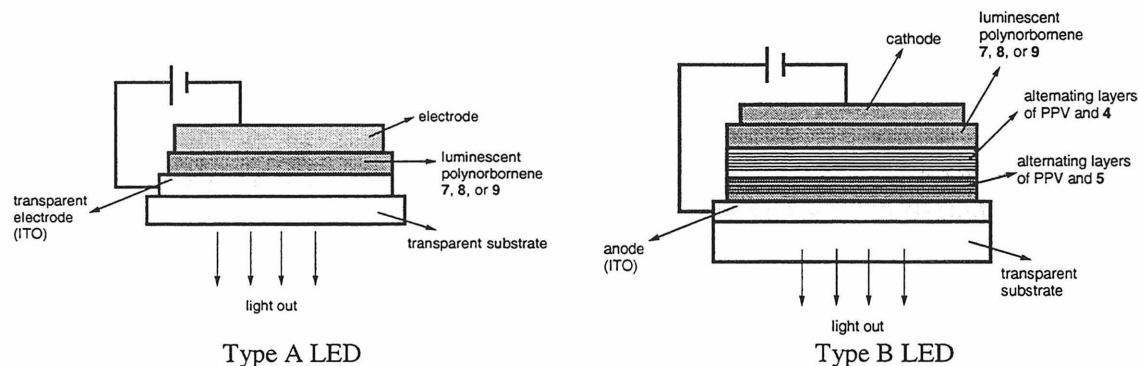 electrode
luminescent
polynorbornene
7, 8, or 9
transparent
electrode
(ITO)
transparent substrate
light out
Type A LED
cathode
luminescent
polynorbornene
7, 8, or 9
alternating layers
of PPV and 4
alternating layers
of PPV and 5
anode
(ITO)
transparent
substrate
light out
Type B LED